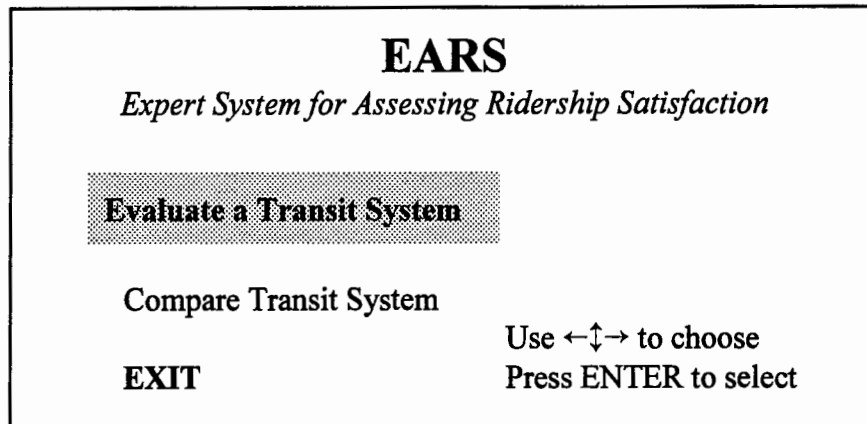 EARS
Expert System for Assessing Ridership Satisfaction
Evaluate a Transit System
Compare Transit System
Use ←↕→ to choose
EXIT
Press ENTER to select